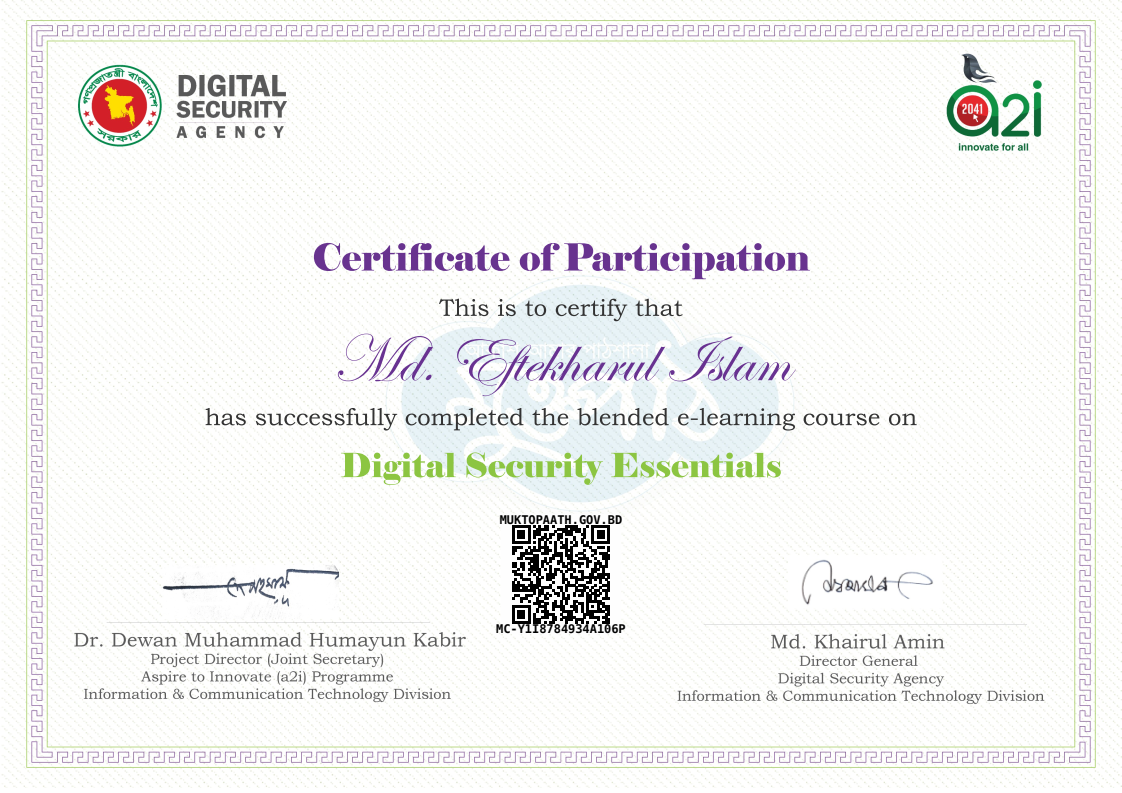 গণপ্রজাতন্ত্রী বাংলাদেশ
সরকার
DIGITAL
SECURITY
AGENCY
2041
a2i
innovate for all
Certificate of Participation
This is to certify that
Md. Eftekharul Islam
has successfully completed the blended e-learning course on
Digital Security Essentials
MUKTOPAATH.GOV.BD
MC-Y1I8784934A106P
Dr. Dewan Muhammad Humayun Kabir
Project Director (Joint Secretary)
Aspire to Innovate (a2i) Programme
Information & Communication Technology Division
Md. Khairul Amin
Director General
Digital Security Agency
Information & Communication Technology Division